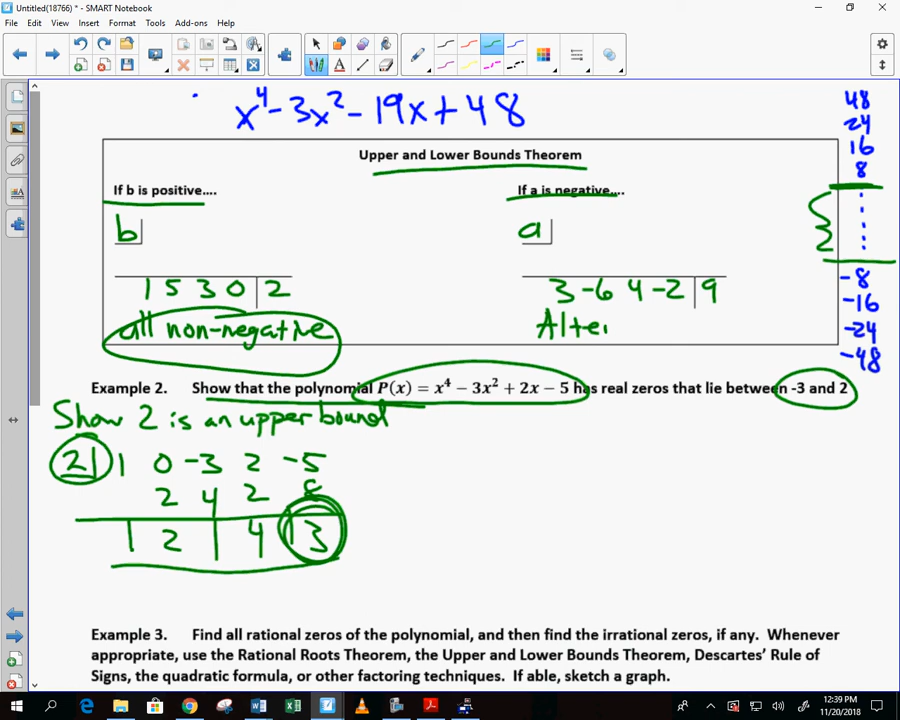 Untitled(18766) * - SMART Notebook
File Edit View Insert Format Tools Add-ons Help
x⁴ - 3x² - 19x + 48
48
24
16
8
-8
-16
-24
-48
Upper and Lower Bounds Theorem
If b is positive.... If a is negative....
b a
1 5 3 0 2 3 -6 4 -2 9
all non-negative Alter
Example 2. Show that the polynomial P(x) = x⁴ − 3x² + 2x − 5 has real zeros that lie between -3 and 2
Show 2 is an upper bound
2 1 0 -3 2 -5
2 4 2 8
1 2 1 4 3
Example 3. Find all rational zeros of the polynomial, and then find the irrational zeros, if any. Whenever
appropriate, use the Rational Roots Theorem, the Upper and Lower Bounds Theorem, Descartes' Rule of
Signs, the quadratic formula, or other factoring techniques. If able, sketch a graph.
12:39 PM
11/20/2018